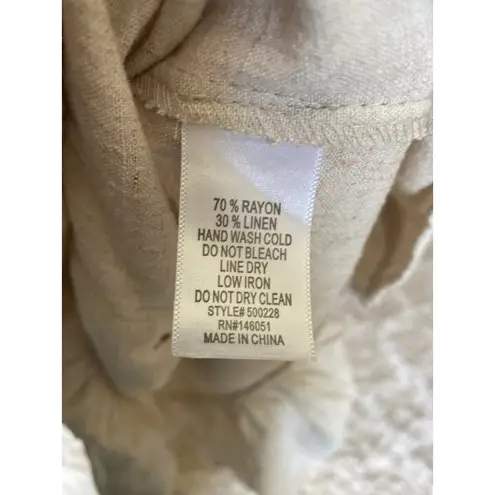 70 % RAYON
30 % LINEN
HAND WASH COLD
DO NOT BLEACH
LINE DRY
LOW IRON
DO NOT DRY CLEAN
STYLE# 500228
RN#146051
MADE IN CHINA